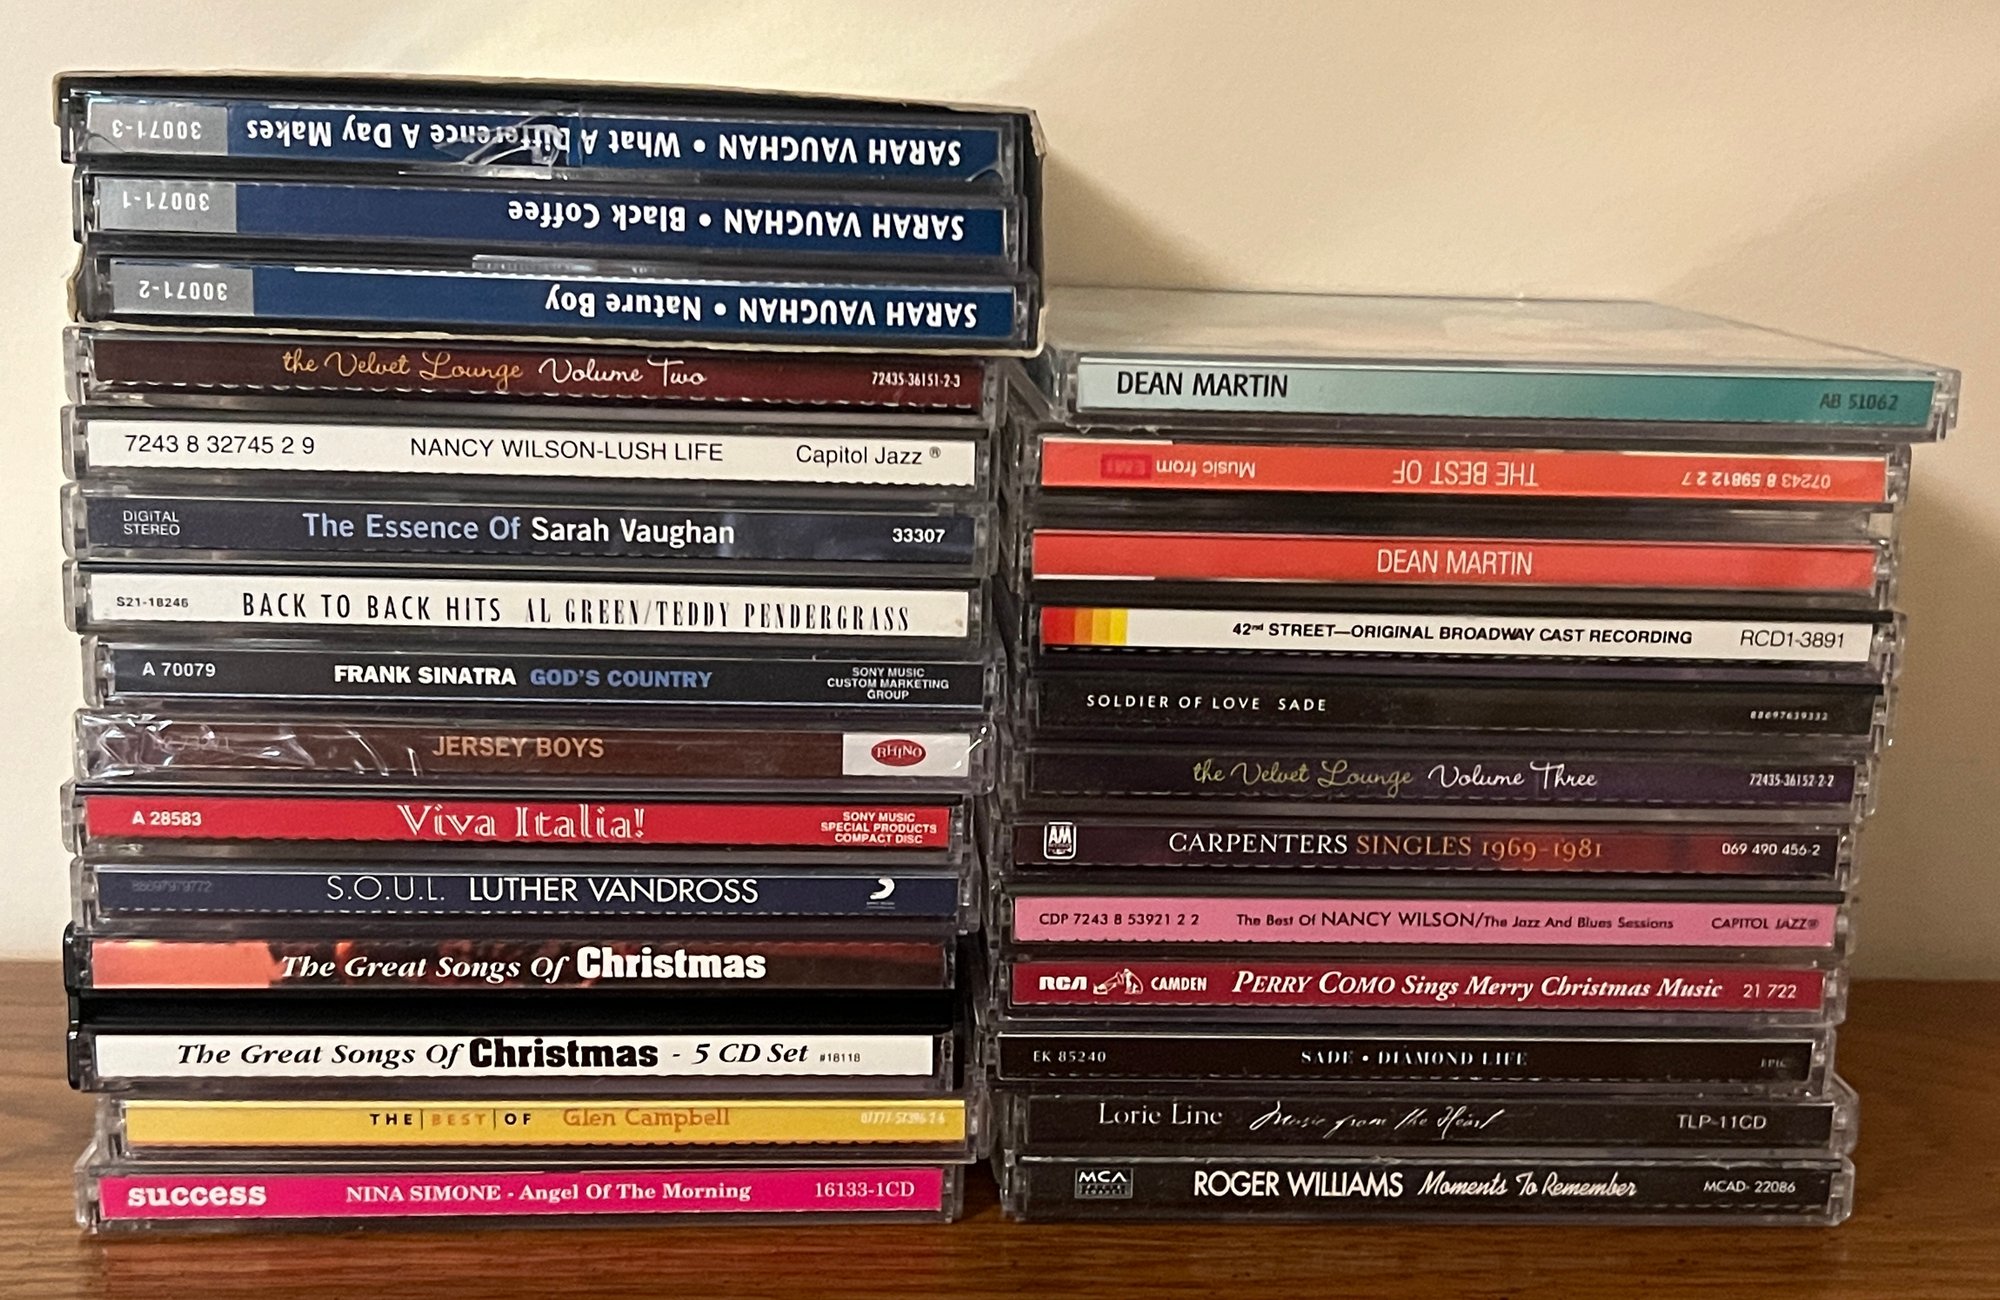 SARAH VAUGHAN • What A Difference A Day Makes 30071-3
SARAH VAUGHAN • Black Coffee 30071-1
SARAH VAUGHAN • Nature Boy 30071-2
the Velvet Lounge Volume Two 72435-36151-2-3
7243 8 32745 2 9 NANCY WILSON-LUSH LIFE Capitol Jazz ®
DIGITAL STEREO The Essence Of Sarah Vaughan 33307
S21-18246 BACK TO BACK HITS AL GREEN/TEDDY PENDERGRASS
A 70079 FRANK SINATRA GOD'S COUNTRY SONY MUSIC CUSTOM MARKETING GROUP
JERSEY BOYS RHINO
A 28583 Viva Italia! SONY MUSIC SPECIAL PRODUCTS COMPACT DISC
88697979772 S.O.U.L. LUTHER VANDROSS
The Great Songs Of Christmas
The Great Songs Of Christmas - 5 CD Set #18118
THE|BEST|OF Glen Campbell
success NINA SIMONE - Angel Of The Morning 16133-1CD
DEAN MARTIN AB 51062
07243 8 59812 2 7 THE BEST OF Music from EMI
DEAN MARTIN
42nd STREET—ORIGINAL BROADWAY CAST RECORDING RCD1-3891
SOLDIER OF LOVE SADE 88697639332
the Velvet Lounge Volume Three 72435-36152-2-2
AM CARPENTERS SINGLES 1969-1981 069 490 456-2
CDP 7243 8 53921 2 2 The Best Of NANCY WILSON/The Jazz And Blues Sessions CAPITOL JAZZ®
RCA CAMDEN PERRY COMO Sings Merry Christmas Music 21 722
EK 85240 SADE • DIAMOND LIFE EPIC
Lorie Line Music from the Heart TLP-11CD
MCA ROGER WILLIAMS Moments To Remember MCAD- 22086